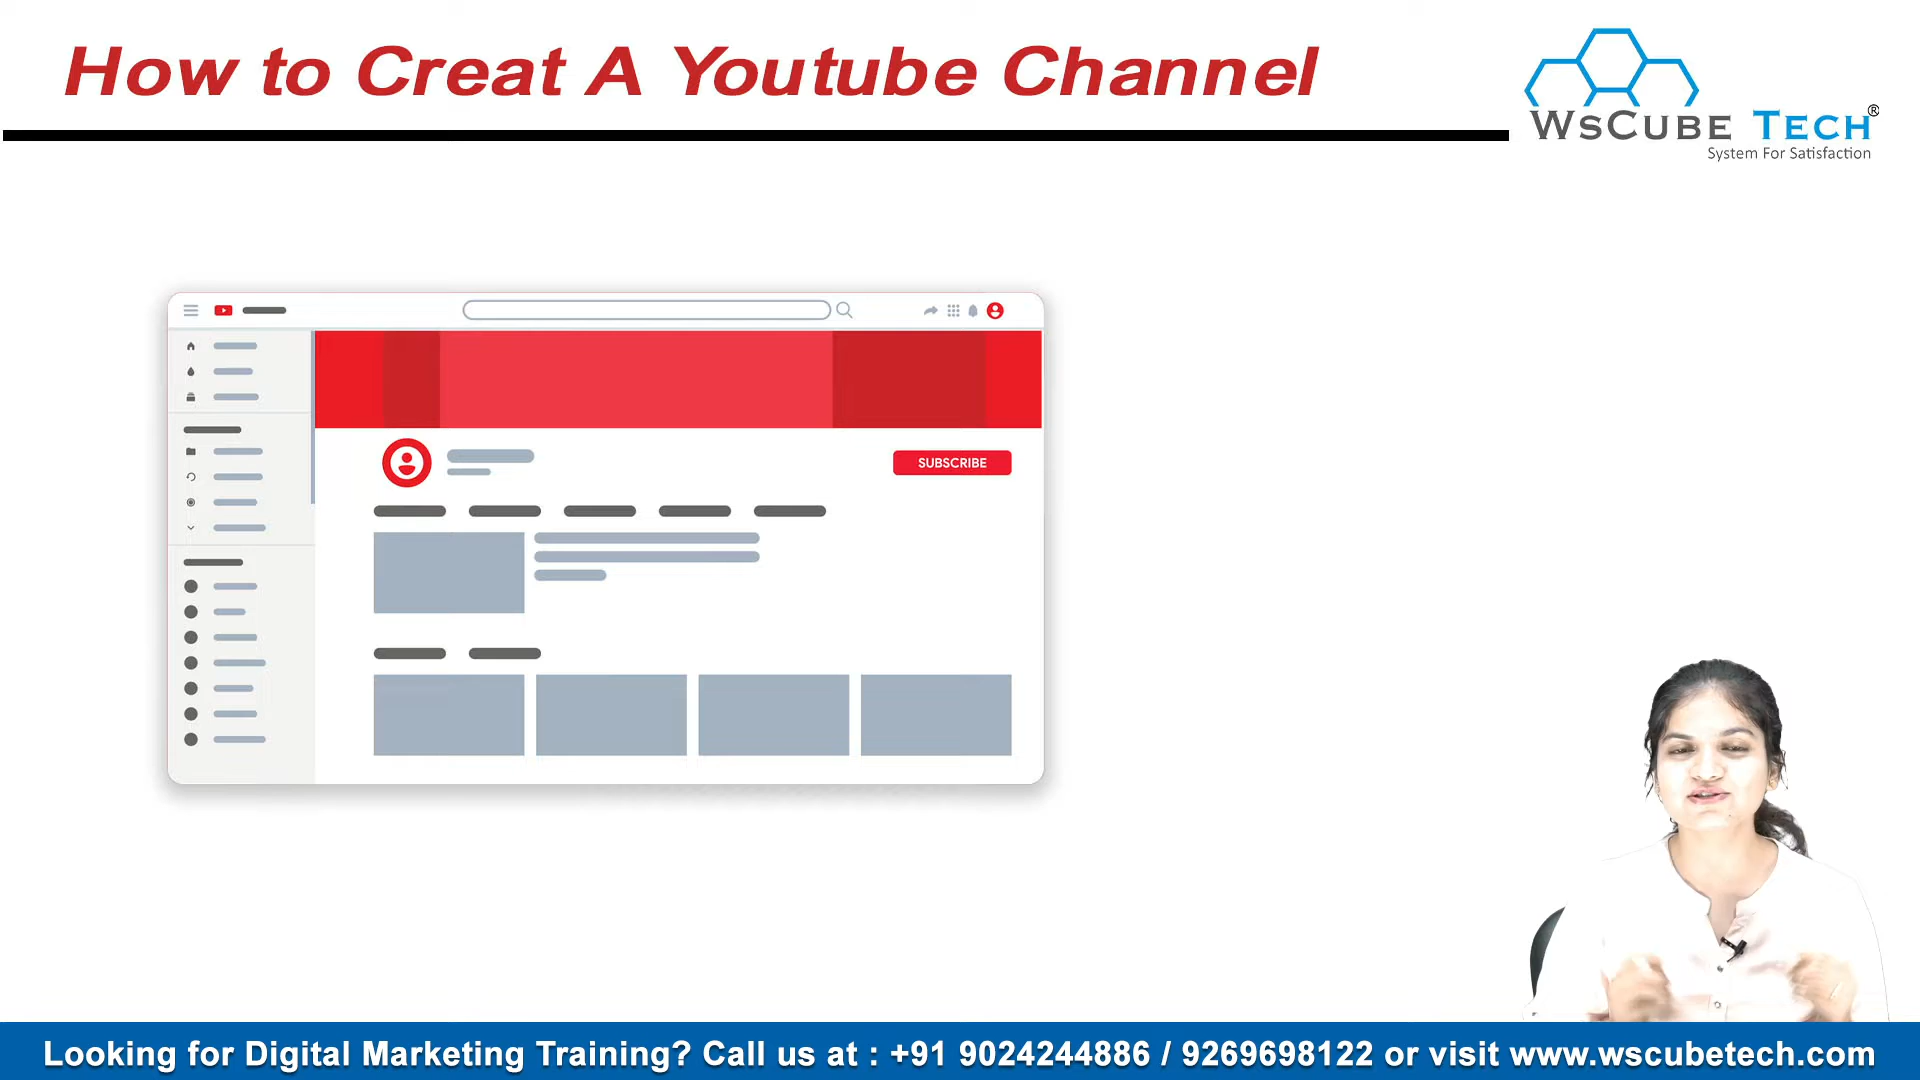 How to Creat A Youtube Channel
WSCUBE TECH®
System For Satisfaction
SUBSCRIBE
Looking for Digital Marketing Training? Call us at : +91 9024244886 / 9269698122 or visit www.wscubetech.com